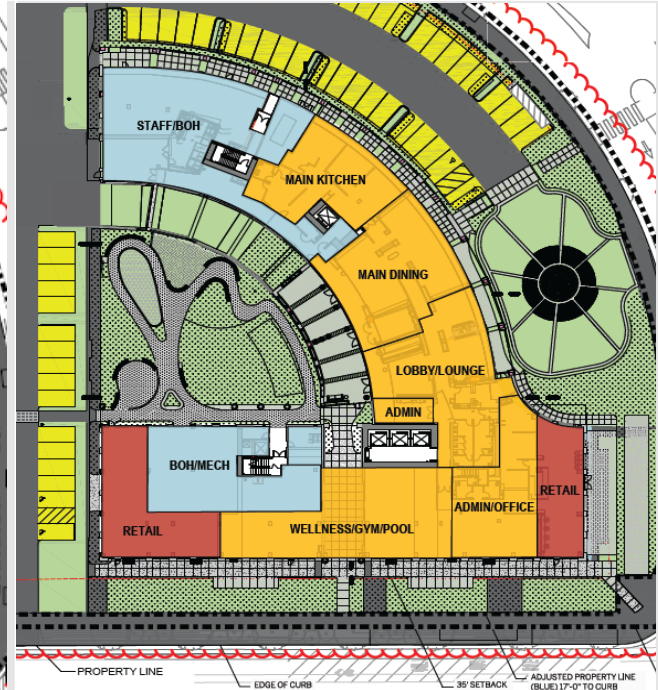 STAFF/BOH
MAIN KITCHEN
MAIN DINING
LOBBY/LOUNGE
ADMIN
BOH/MECH
RETAIL
ADMIN/OFFICE
RETAIL
WELLNESS/GYM/POOL
PROPERTY LINE
EDGE OF CURB
35' SETBACK
ADJUSTED PROPERTY LINE
(BLUE) 17'-0" TO CURB